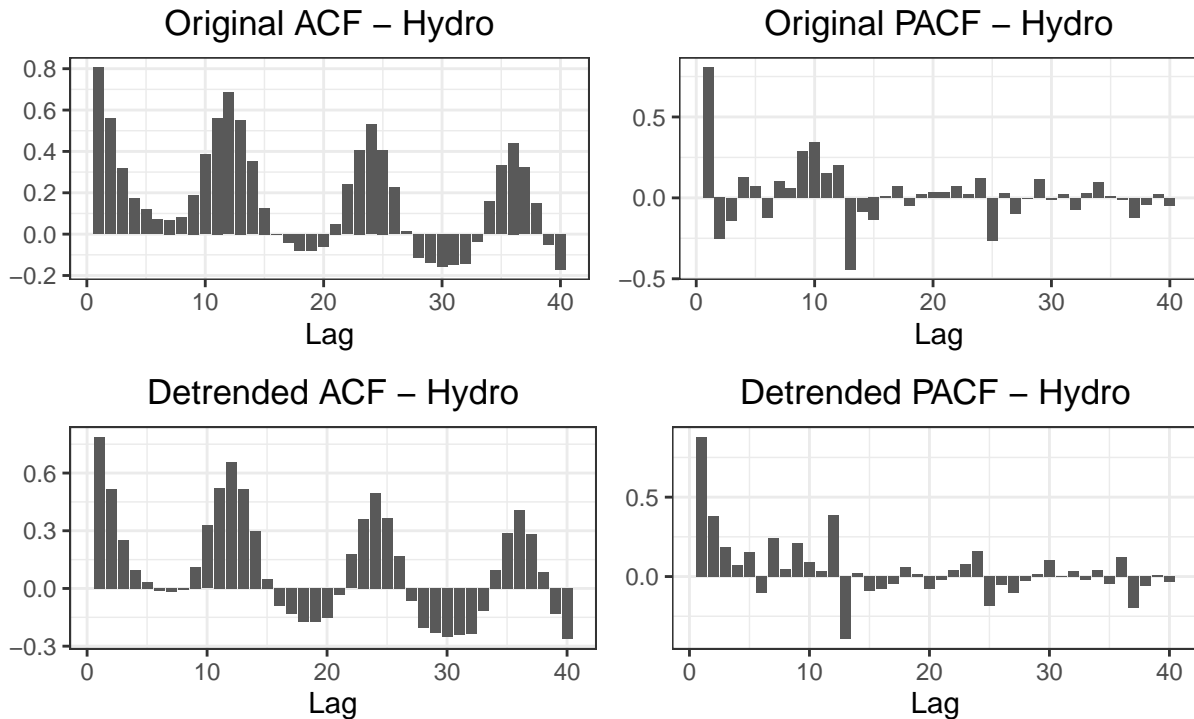 Original ACF – Hydro
0.8
0.6
0.4
0.2
0.0
−0.2
0 10 20 30 40
Lag
Original PACF – Hydro
0.5
0.0
−0.5
0 10 20 30 40
Lag
Detrended ACF – Hydro
0.6
0.3
0.0
−0.3
0 10 20 30 40
Lag
Detrended PACF – Hydro
0.5
0.0
0 10 20 30 40
Lag